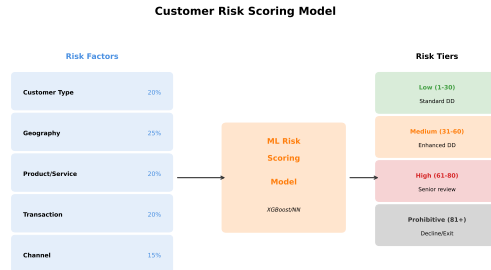 Customer Risk Scoring Model
Risk Factors
Customer Type 20%
Geography 25%
Product/Service 20%
Transaction 20%
Channel 15%
ML Risk
Scoring
Model
XGBoost/NN
Risk Tiers
Low (1-30)
Standard DD
Medium (31-60)
Enhanced DD
High (61-80)
Senior review
Prohibitive (81+)
Decline/Exit